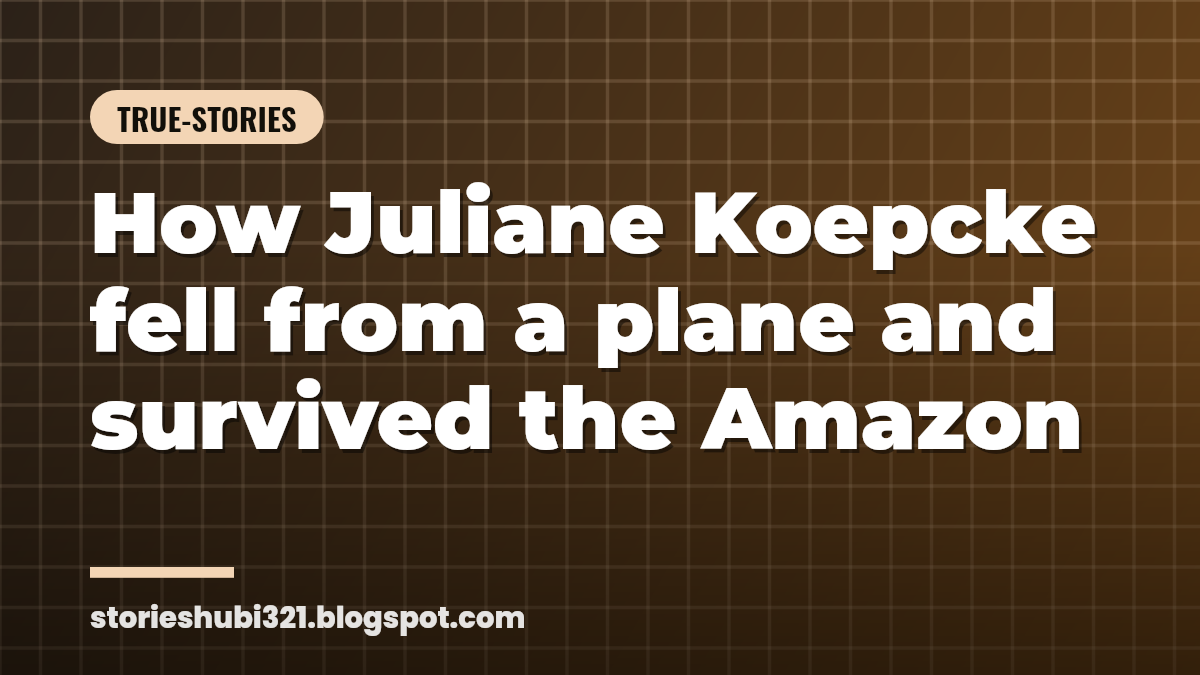 TRUE-STORIES
How Juliane Koepcke
fell from a plane and
survived the Amazon
storieshubi321.blogspot.com